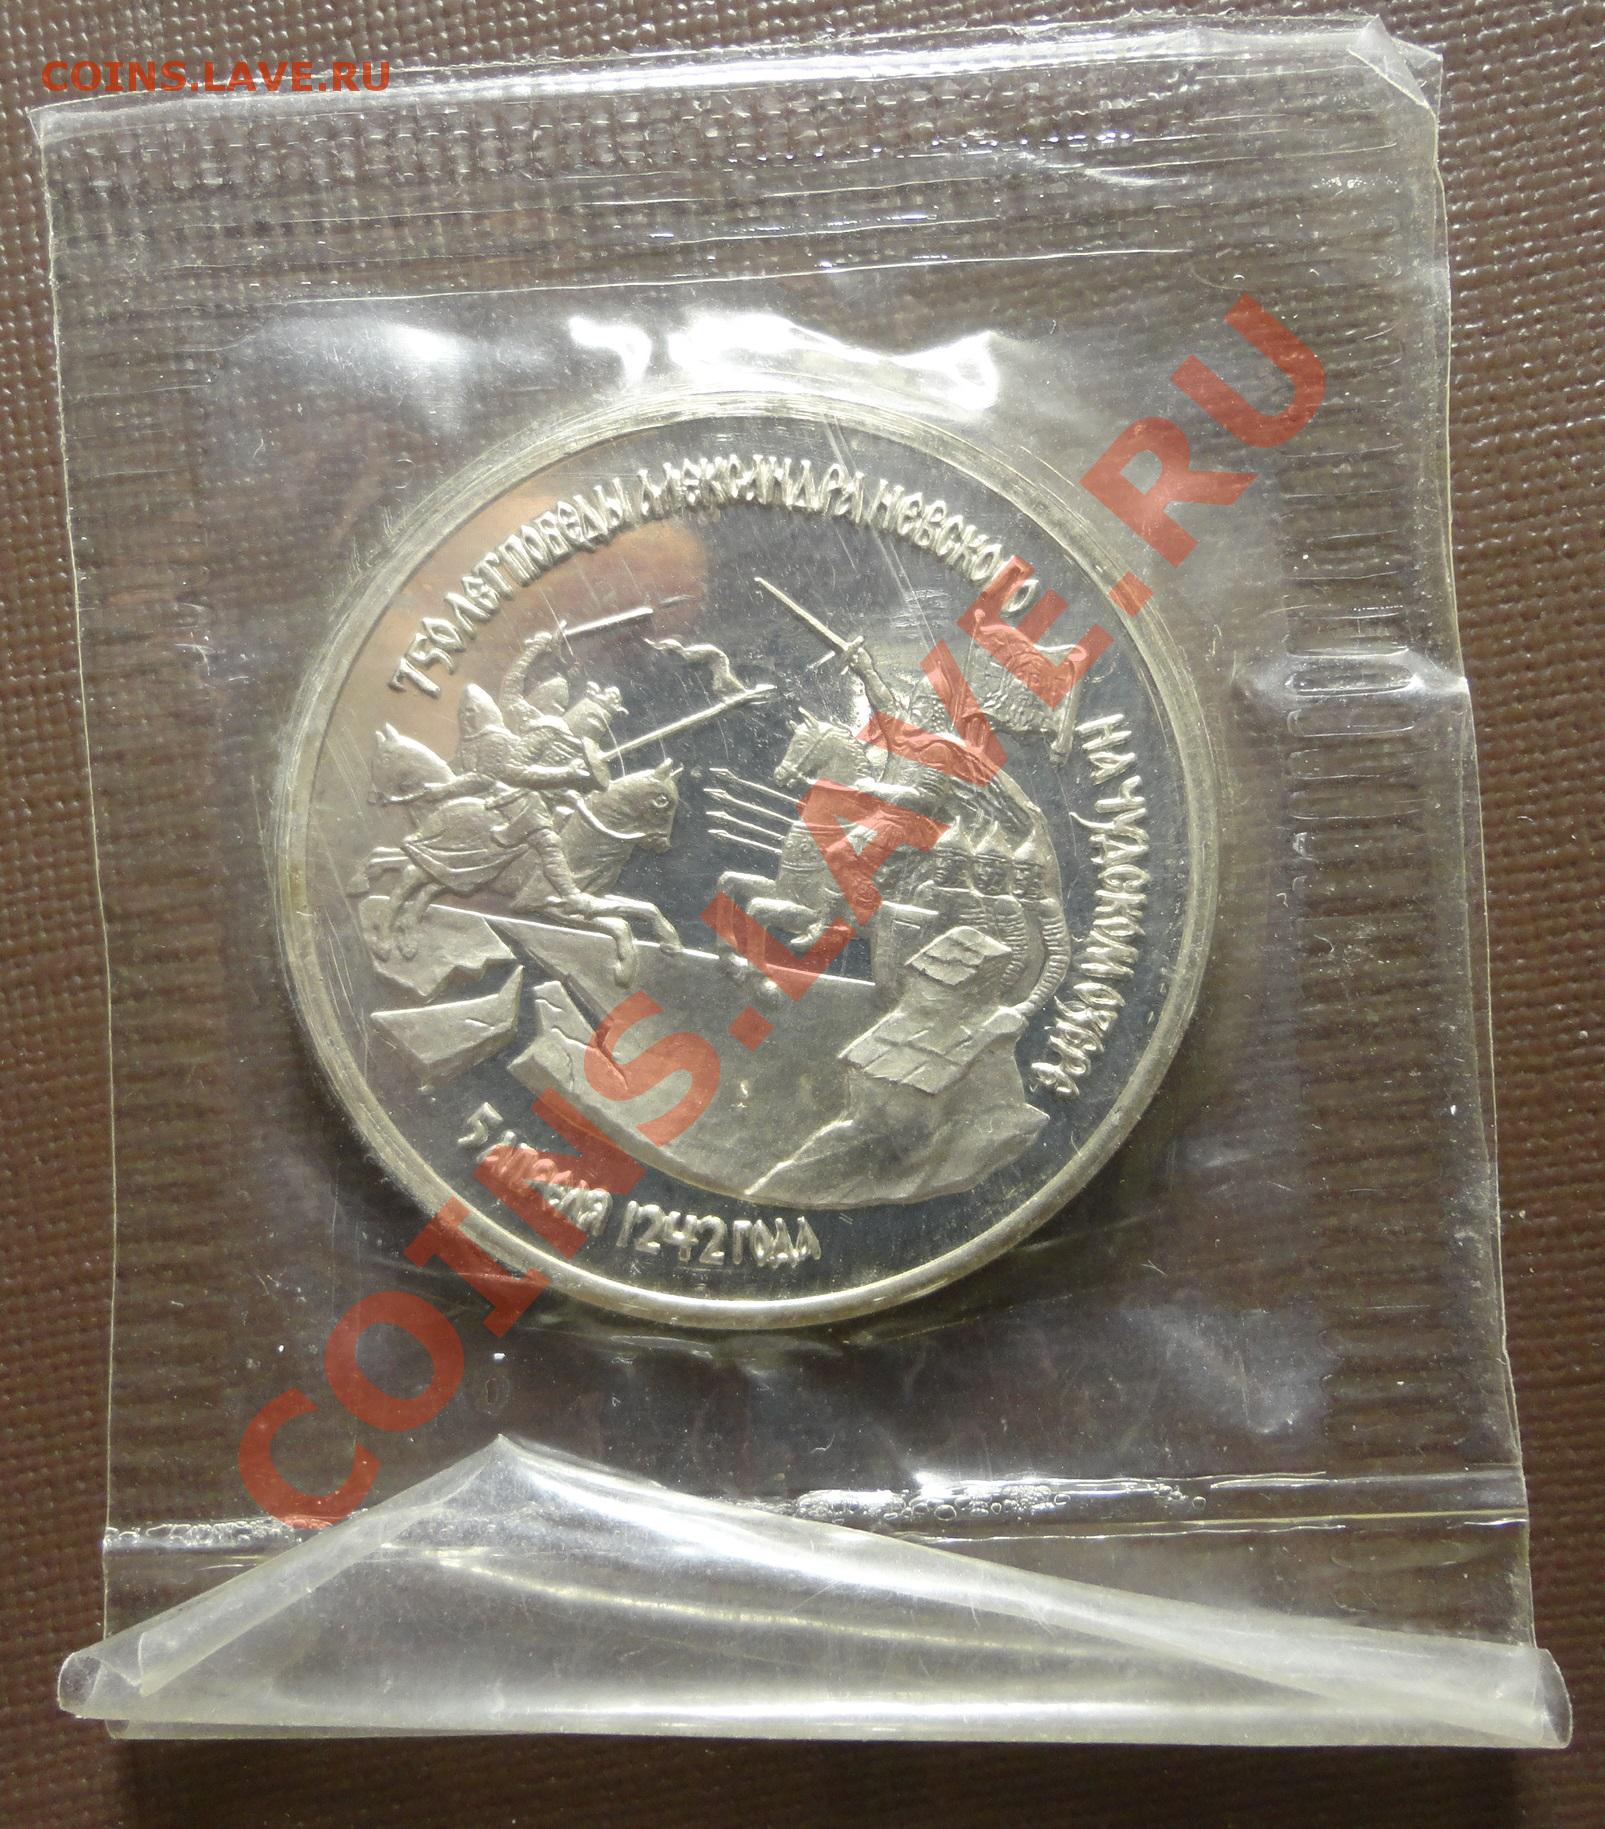 COINS.LAVE.RU
750 ЛЕТ ПОБЕДЫ АЛЕКСАНДРА НЕВСКОГО
НА ЧУДСКОМ ОЗЕРЕ
5 АПРЕЛЯ 1242 ГОДА
COINS.LAVE.RU